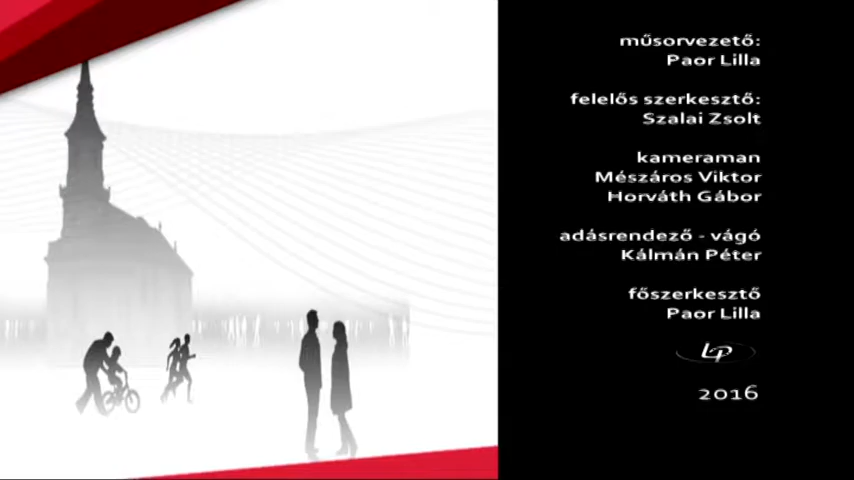 műsorvezető:
Paor Lilla
felelős szerkesztő:
Szalai Zsolt
kameraman
Mészáros Viktor
Horváth Gábor
adásrendező - vágó
Kálmán Péter
főszerkesztő
Paor Lilla
LP
2016